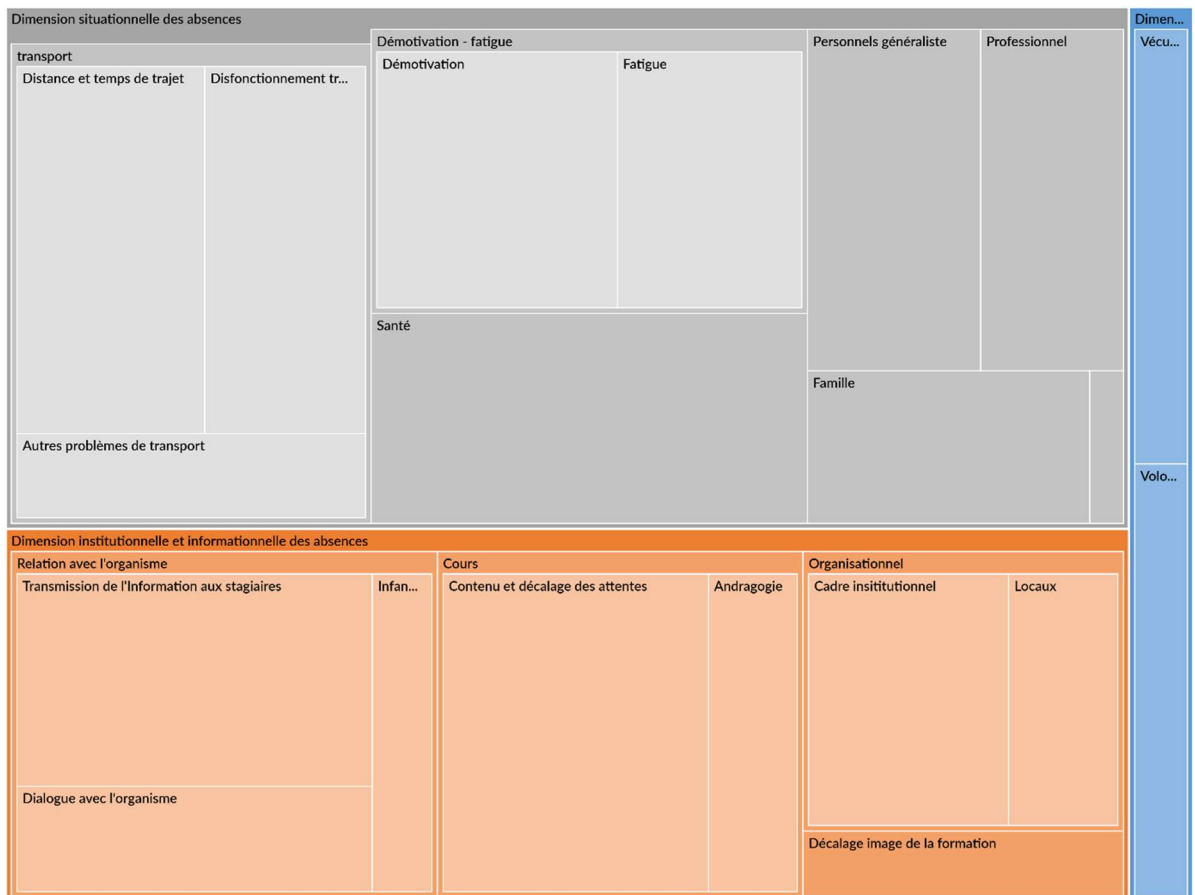 Dimension situationnelle des absences
transport
Distance et temps de trajet
Disfonctionnement tr...
Autres problèmes de transport
Démotivation - fatigue
Démotivation
Fatigue
Santé
Personnels généraliste
Professionnel
Famille
Dimen...
Vécu...
Volo...
Dimension institutionnelle et informationnelle des absences
Relation avec l'organisme
Transmission de l'Information aux stagiaires
Infan...
Dialogue avec l'organisme
Cours
Contenu et décalage des attentes
Andragogie
Organisationnel
Cadre insititutionnel
Locaux
Décalage image de la formation